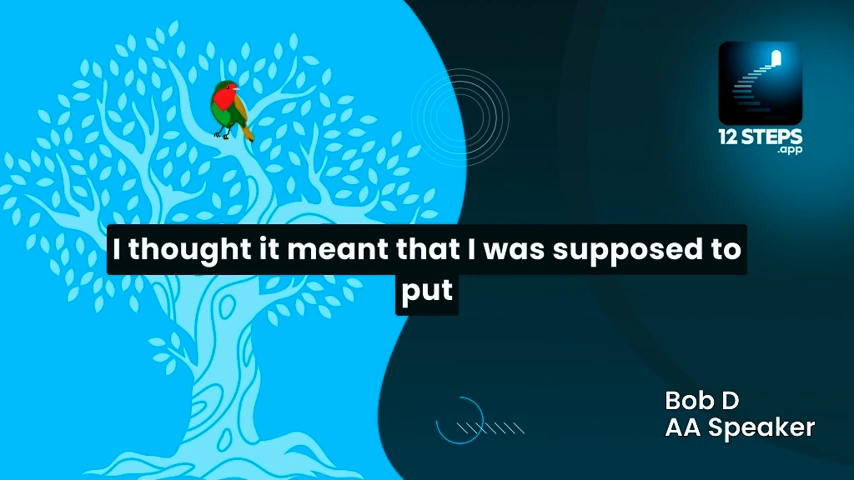 12 STEPS
.app
I thought it meant that I was supposed to
put
Bob D
AA Speaker